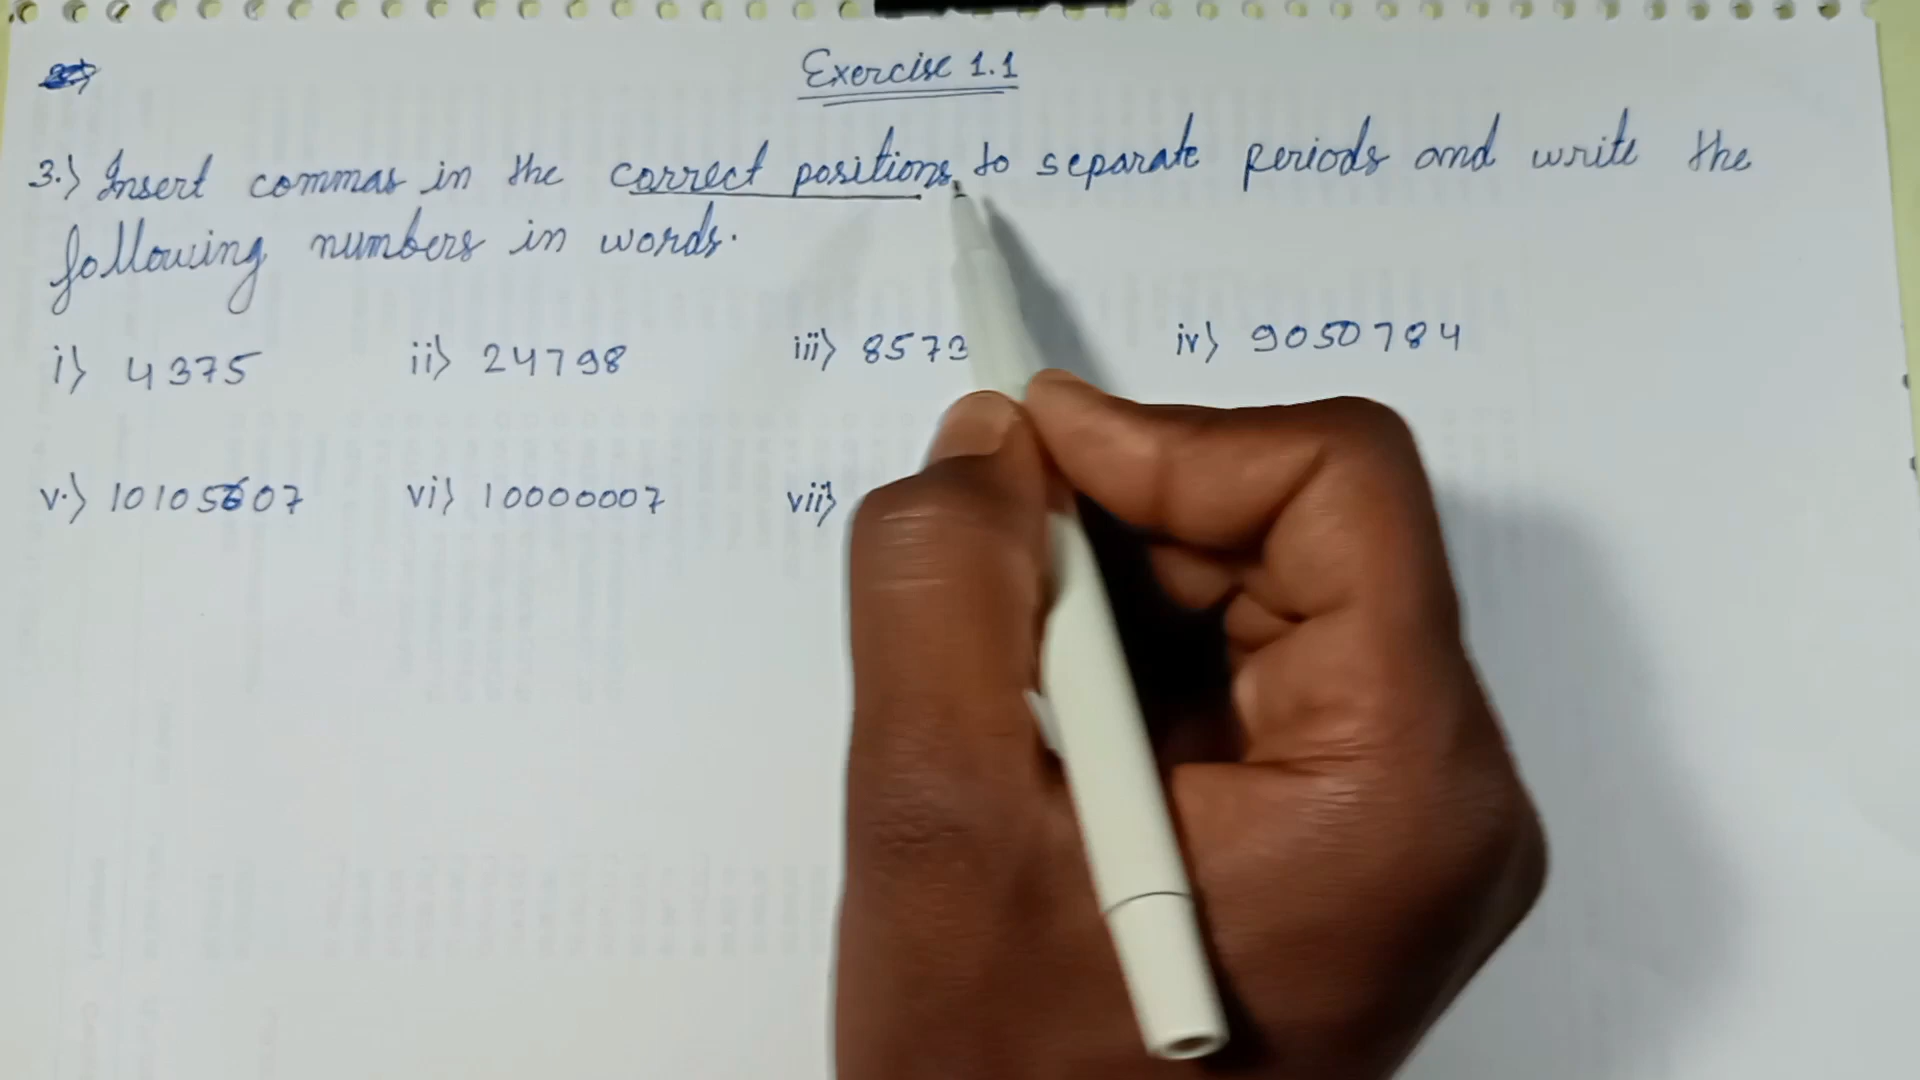 Exercise 1.1
3.) Insert commas in the correct positions to separate periods and write the
following numbers in words.
i) 4375 ii) 24798 iii) 8573 iv) 9050784
v.) 10105607 vi) 10000007 vii)